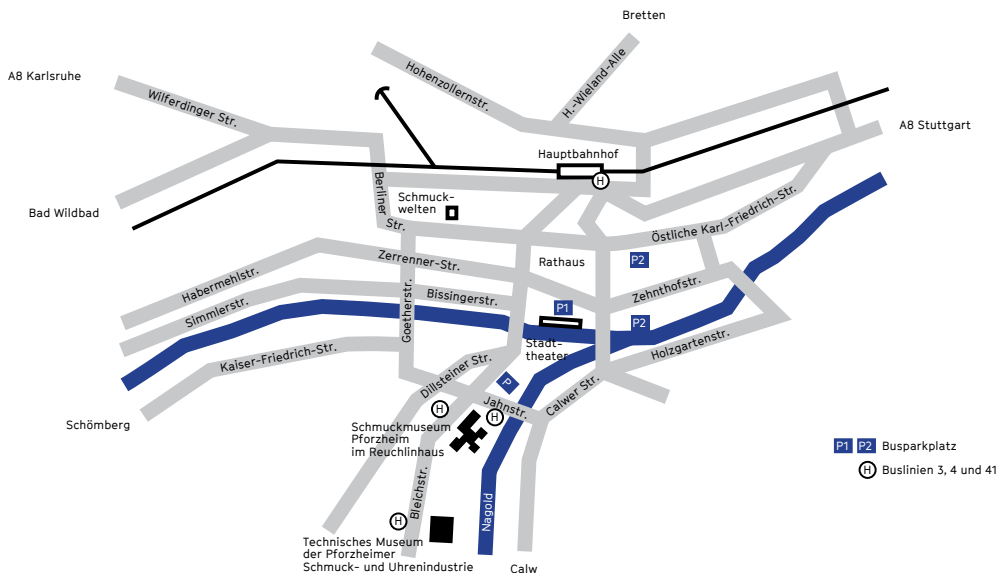 Bretten
A8 Karlsruhe
Hohenzollernstr.
H.-Wieland-Alle
Wilferdinger Str.
A8 Stuttgart
Hauptbahnhof
H
Berliner
Str.
Schmuck-
welten
Bad Wildbad
Östliche Karl-Friedrich-Str.
Zerrenner-Str.
Rathaus
P2
Habermehlstr.
Simmlerstr.
Goetherstr.
Bissingerstr.
Zehnthofstr.
P1
P2
Stadt-
theater
Kaiser-Friedrich-Str.
Holzgartenstr.
Dillsteiner Str.
P
Calwer Str.
Jahnstr.
H
H
Schömberg
Schmuckmuseum
Pforzheim
im Reuchlinhaus
P1 P2 Busparkplatz
H Buslinien 3, 4 und 41
Bleichstr.
Nagold
H
Technisches Museum
der Pforzheimer
Schmuck- und Uhrenindustrie
Calw